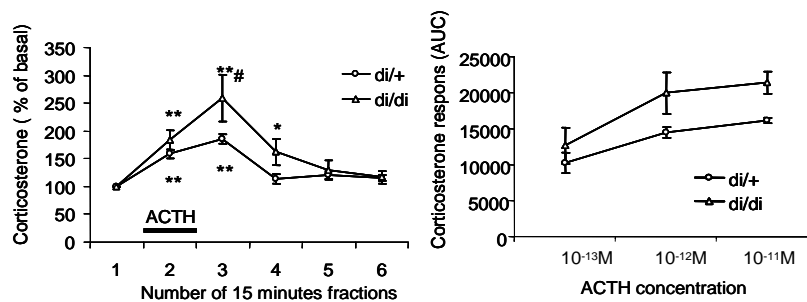 Corticosterone ( % of basal)
350
300
250
200
150
100
50
0
**
**
**#
**
*
ACTH
di/+
di/di
1 2 3 4 5 6
Number of 15 minutes fractions
Corticosterone respons (AUC)
25000
20000
15000
10000
5000
0
di/+
di/di
10-13M 10-12M 10-11M
ACTH concentration